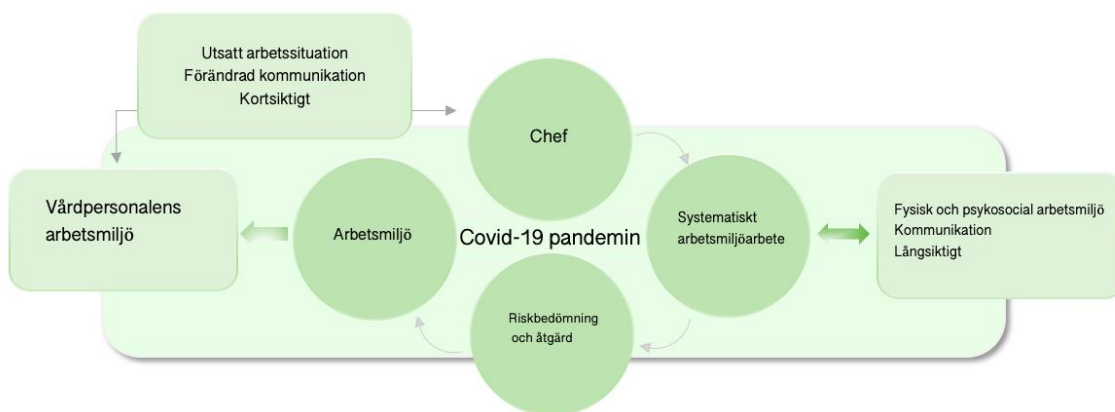 Utsatt arbetssituation
Förändrad kommunikation
Kortsiktigt
Chef
Vårdpersonalens
arbetsmiljö
Arbetsmiljö
Covid-19 pandemin
Systematiskt
arbetsmiljöarbete
Fysisk och psykosocial arbetsmiljö
Kommunikation
Långsiktigt
Riskbedömning
och åtgärd